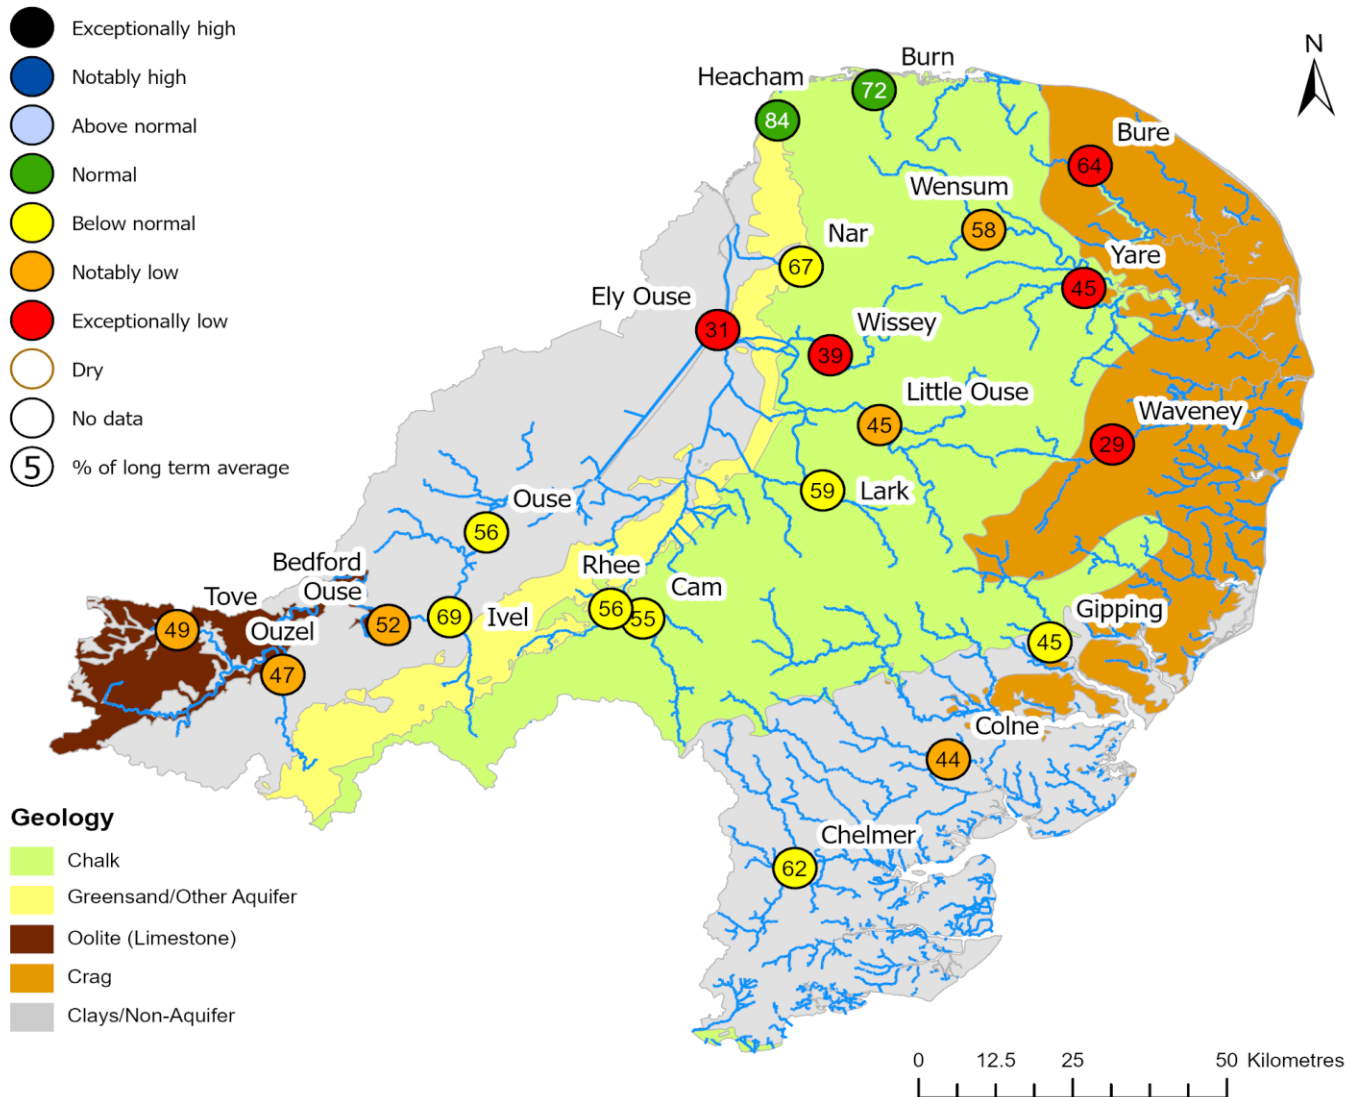 Exceptionally high
Notably high
Above normal
Normal
Below normal
Notably low
Exceptionally low
Dry
No data
5 % of long term average
N
Burn
72
Heacham
84
Bure
64
Wensum
58
Nar
67
Yare
45
Ely Ouse
31
Wissey
39
Little Ouse
45
Waveney
29
Lark
59
Ouse
56
Bedford
Ouse
52
Tove
49
Ouzel
47
Ivel
69
Rhee
56
Cam
55
Gipping
45
Colne
44
Chelmer
62
Geology
Chalk
Greensand/Other Aquifer
Oolite (Limestone)
Crag
Clays/Non-Aquifer
0 12.5 25 50 Kilometres